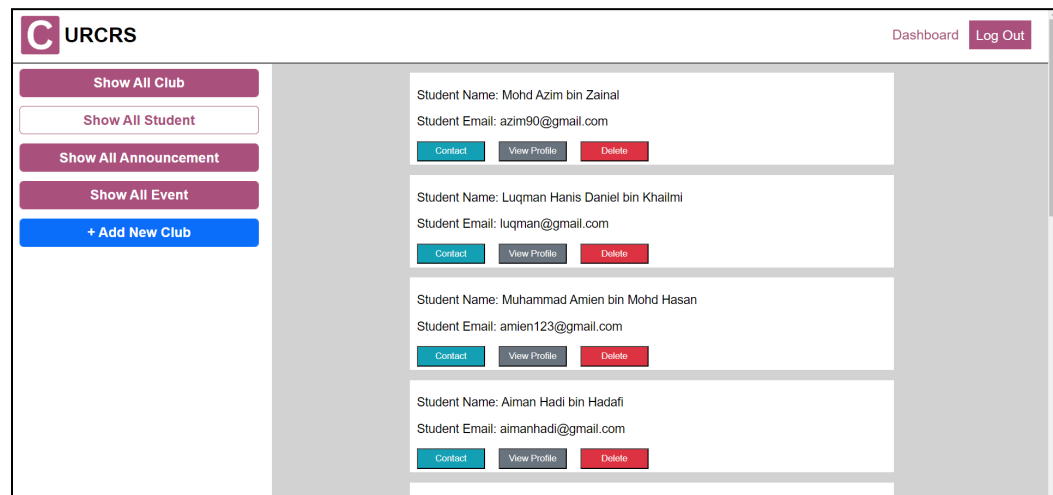 C URCRS
Dashboard Log Out
Show All Club
Show All Student
Show All Announcement
Show All Event
+ Add New Club
Student Name: Mohd Azim bin Zainal
Student Email: azim90@gmail.com
Contact View Profile Delete
Student Name: Luqman Hanis Daniel bin Khailmi
Student Email: luqman@gmail.com
Contact View Profile Delete
Student Name: Muhammad Amien bin Mohd Hasan
Student Email: amien123@gmail.com
Contact View Profile Delete
Student Name: Aiman Hadi bin Hadafi
Student Email: aimanhadi@gmail.com
Contact View Profile Delete